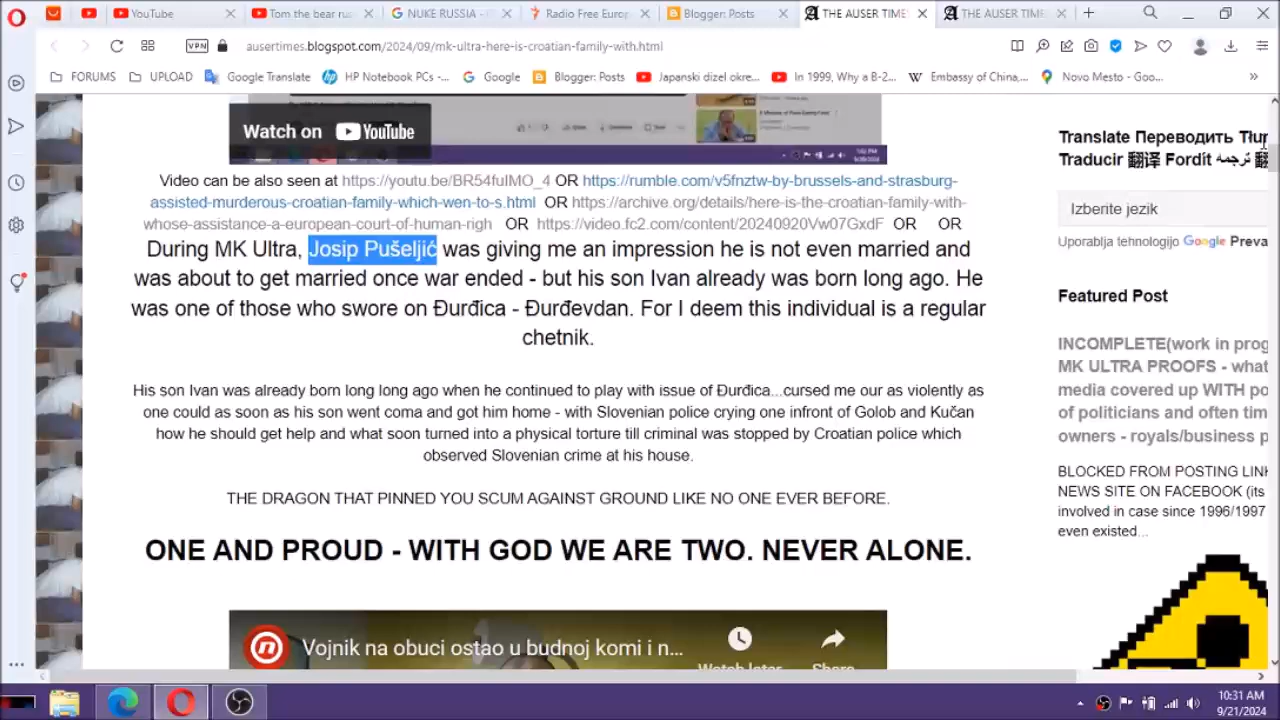 YouTube
Tom the bear rus
NUKE RUSSIA -
Radio Free Europ
Blogger: Posts
THE AUSER TIME
THE AUSER TIME
VPN
ausertimes.blogspot.com/2024/09/mk-ultra-here-is-croatian-family-with.html
FORUMS
UPLOAD
Google Translate
HP Notebook PCs -...
Google
Blogger: Posts
Japanski dizel okre...
In 1999, Why a B-2...
Embassy of China,...
Novo Mesto - Goo...
Watch on YouTube
1:02 PM
Video can be also seen at https://youtu.be/BR54fuIMO_4 OR https://rumble.com/v5fnztw-by-brussels-and-strasburg-
assisted-murderous-croatian-family-which-wen-to-s.html OR https://archive.org/details/here-is-the-croatian-family-with-
whose-assistance-a-european-court-of-human-righ OR https://video.fc2.com/content/20240920Vw07GxdF OR OR
During MK Ultra, Josip Pušeljić was giving me an impression he is not even married and
was about to get married once war ended - but his son Ivan already was born long ago. He
was one of those who swore on Đurđica - Đurđevdan. For I deem this individual is a regular
chetnik.
His son Ivan was already born long long ago when he continued to play with issue of Đurđica...cursed me our as violently as
one could as soon as his son went coma and got him home - with Slovenian police crying one infront of Golob and Kučan
how he should get help and what soon turned into a physical torture till criminal was stopped by Croatian police which
observed Slovenian crime at his house.
THE DRAGON THAT PINNED YOU SCUM AGAINST GROUND LIKE NO ONE EVER BEFORE.
ONE AND PROUD - WITH GOD WE ARE TWO. NEVER ALONE.
Vojnik na obuci ostao u budnoj komi i n...
Watch later
Share
Translate Переводить Tłu
Traducir 翻译 Fordít ترجمه 翻
Izberite jezik
Uporablja tehnologijo Google Preva
Featured Post
INCOMPLETE(work in prog
MK ULTRA PROOFS - what
media covered up WITH po
of politicians and often tim
owners - royals/business p
BLOCKED FROM POSTING LINK
NEWS SITE ON FACEBOOK (its
involved in case since 1996/1997
even existed...
10:31 AM
9/21/2024